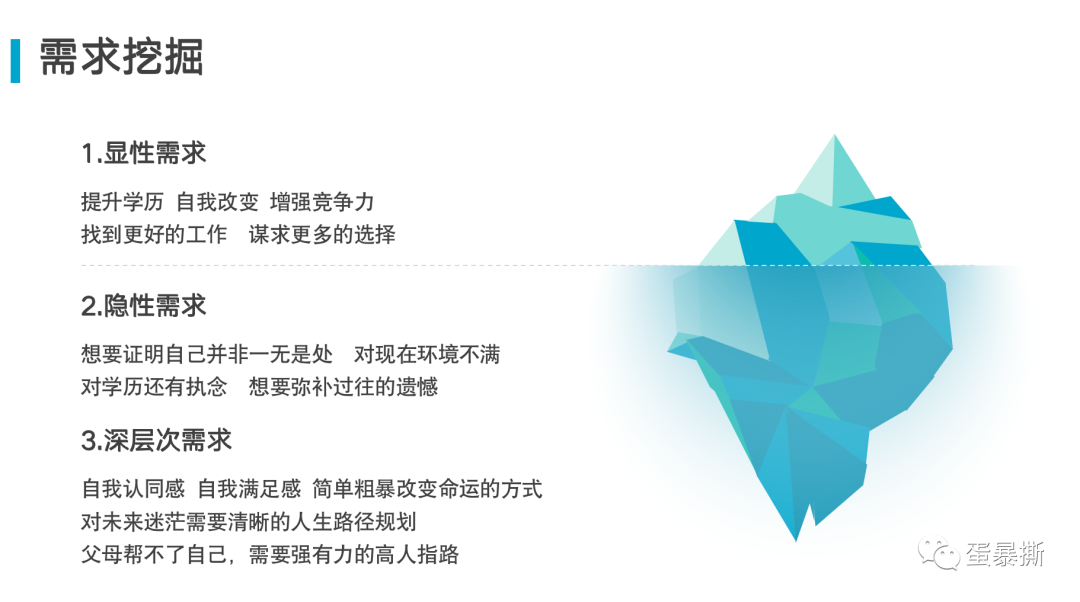 需求挖掘
1.显性需求
提升学历 自我改变 增强竞争力
找到更好的工作 谋求更多的选择
2.隐性需求
想要证明自己并非一无是处 对现在环境不满
对学历还有执念 想要弥补过往的遗憾
3.深层次需求
自我认同感 自我满足感 简单粗暴改变命运的方式
对未来迷茫需要清晰的人生路径规划
父母帮不了自己，需要强有力的高人指路
蛋暴撕